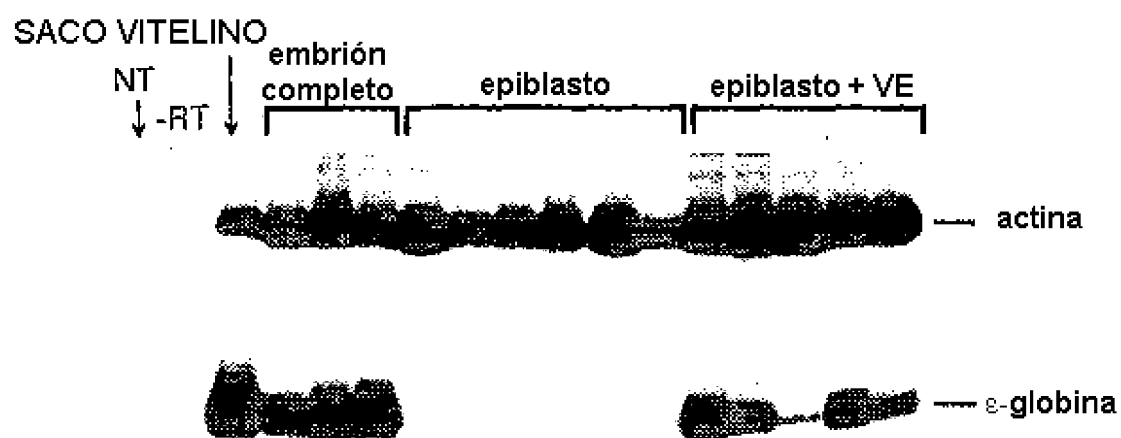 SACO VITELINO
NT
-RT
embrión
completo
epiblasto
epiblasto + VE
actina
ε-globina